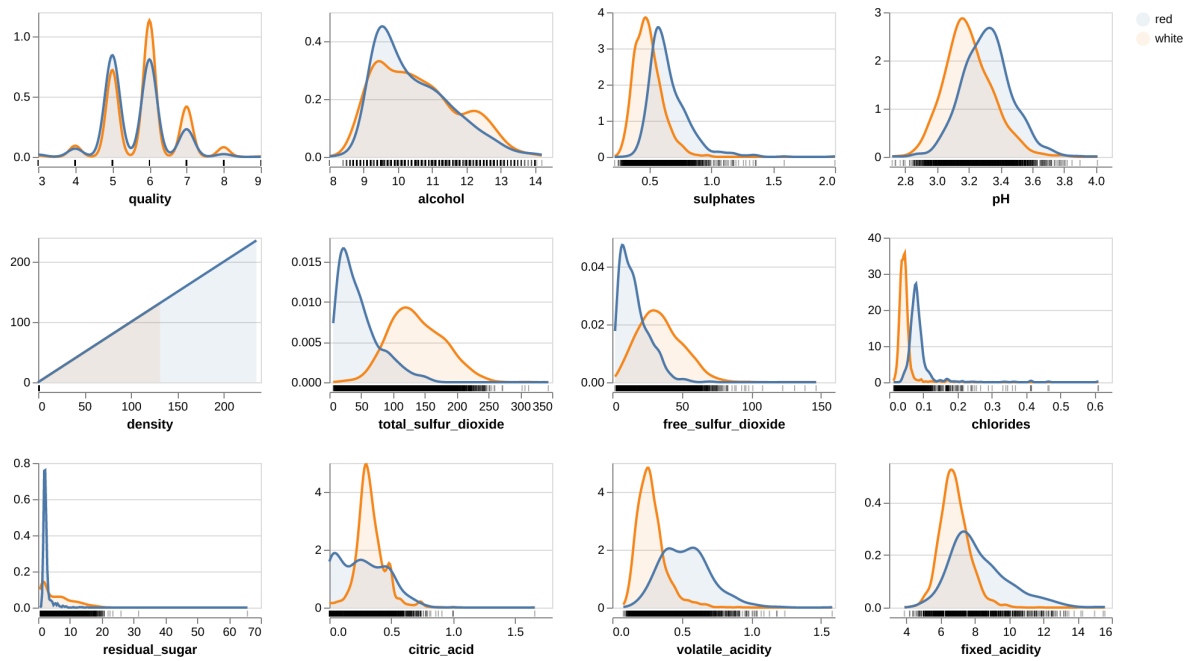 red
white
1.0
0.5
0.0
3 4 5 6 7 8 9
quality
0.4
0.2
0.0
8 9 10 11 12 13 14
alcohol
4
3
2
1
0
0.5 1.0 1.5 2.0
sulphates
3
2
1
0
2.8 3.0 3.2 3.4 3.6 3.8 4.0
pH
200
100
0
0 50 100 150 200
density
0.015
0.010
0.005
0.000
0 50 100 150 200 250 300 350
total_sulfur_dioxide
0.04
0.02
0.00
0 50 100 150
free_sulfur_dioxide
40
30
20
10
0
0.0 0.1 0.2 0.3 0.4 0.5 0.6
chlorides
0.8
0.6
0.4
0.2
0.0
0 10 20 30 40 50 60 70
residual_sugar
4
2
0
0.0 0.5 1.0 1.5
citric_acid
4
2
0
0.0 0.5 1.0 1.5
volatile_acidity
0.4
0.2
0.0
4 6 8 10 12 14 16
fixed_acidity